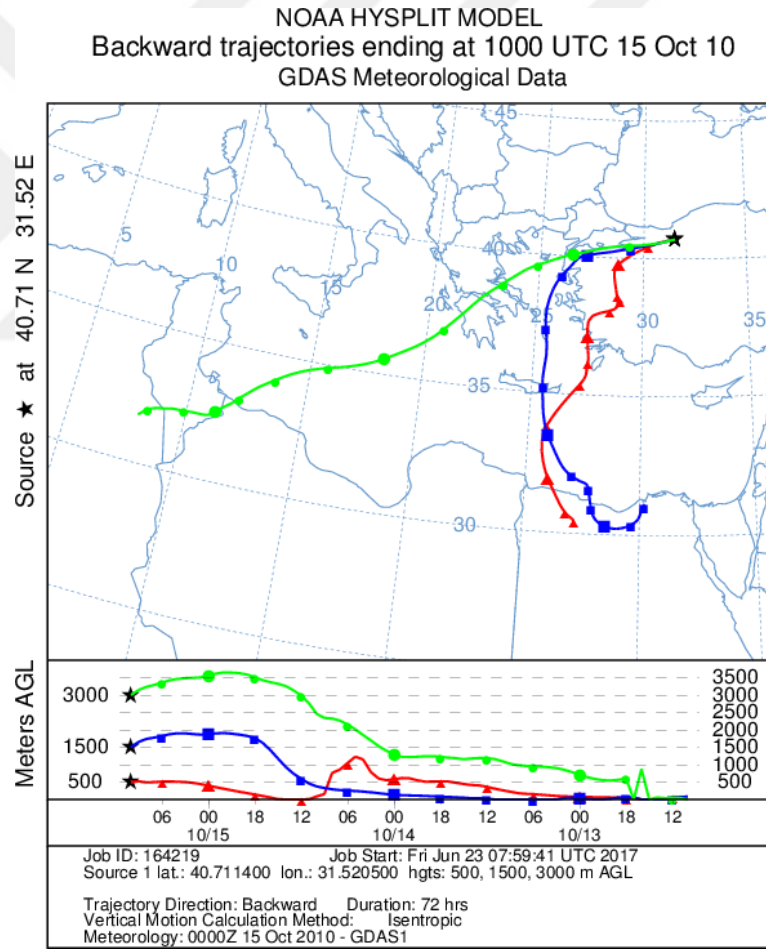 NOAA HYSPLIT MODEL
Backward trajectories ending at 1000 UTC 15 Oct 10
GDAS Meteorological Data
Source ★ at 40.71 N 31.52 E
45
5
10
15
20
40
25
30
35
35
30
Meters AGL
3000
1500
500
3500
3000
2500
2000
1500
1000
500
06 00 18 12 06 00 18 12 06 00 18 12
10/15 10/14 10/13
Job ID: 164219 Job Start: Fri Jun 23 07:59:41 UTC 2017
Source 1 lat.: 40.711400 lon.: 31.520500 hgts: 500, 1500, 3000 m AGL
Trajectory Direction: Backward Duration: 72 hrs
Vertical Motion Calculation Method: Isentropic
Meteorology: 0000Z 15 Oct 2010 - GDAS1